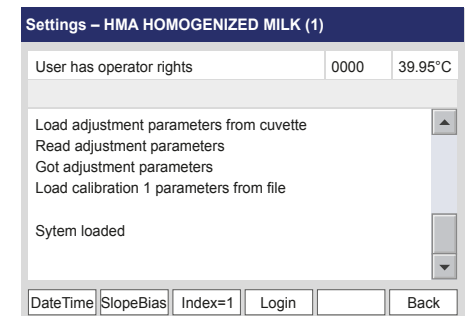 Settings – HMA HOMOGENIZED MILK (1)
User has operator rights 0000 39.95°C
Load adjustment parameters from cuvette
Read adjustment parameters
Got adjustment parameters
Load calibration 1 parameters from file
Sytem loaded
DateTime SlopeBias Index=1 Login Back